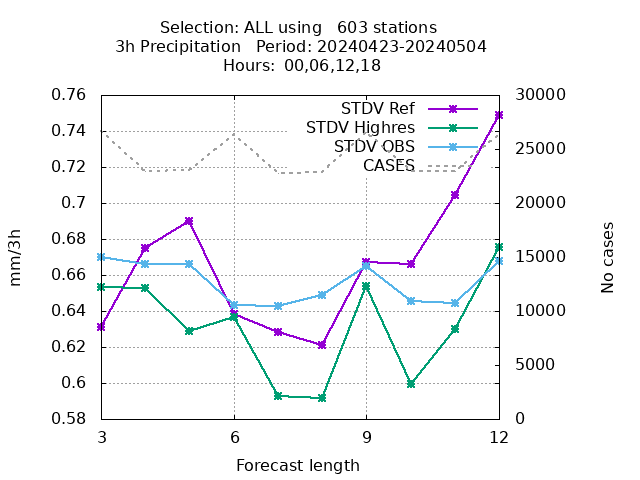 Selection: ALL using   603 stations
3h Precipitation   Period: 20240423-20240504
Hours:  00,06,12,18
STDV Ref
STDV Highres
STDV OBS
CASES
mm/3h
0.76
0.74
0.72
0.7
0.68
0.66
0.64
0.62
0.6
0.58
30000
25000
20000
15000
10000
5000
0
No cases
3 6 9 12
Forecast length